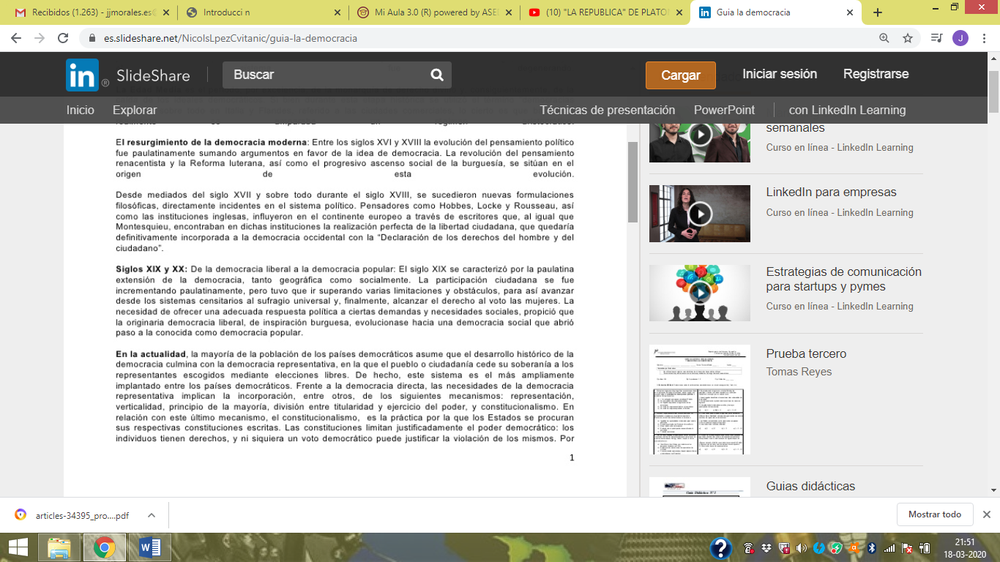 Recibidos (1.263) - jjmorales.es@
Introducci n
Mi Aula 3.0 (R) powered by ASE
(10) "LA REPUBLICA" DE PLATO
Guia la democracia
es.slideshare.net/NicolsLpezCvitanic/guia-la-democracia
J
in ® SlideShare
Buscar
Cargar
Iniciar sesión
Registrarse
Inicio
Explorar
Técnicas de presentación
PowerPoint
con LinkedIn Learning
El resurgimiento de la democracia moderna: Entre los siglos XVI y XVIII la evolución del pensamiento político
fue paulatinamente sumando argumentos en favor de la idea de democracia. La revolución del pensamiento
renacentista y la Reforma luterana, así como el progresivo ascenso social de la burguesía, se sitúan en el
origen de esta evolución.
Desde mediados del siglo XVII y sobre todo durante el siglo XVIII, se sucedieron nuevas formulaciones
filosóficas, directamente incidentes en el sistema político. Pensadores como Hobbes, Locke y Rousseau, así
como las instituciones inglesas, influyeron en el continente europeo a través de escritores que, al igual que
Montesquieu, encontraban en dichas instituciones la realización perfecta de la libertad ciudadana, que quedaría
definitivamente incorporada a la democracia occidental con la “Declaración de los derechos del hombre y del
ciudadano”.
Siglos XIX y XX: De la democracia liberal a la democracia popular: El siglo XIX se caracterizó por la paulatina
extensión de la democracia, tanto geográfica como socialmente. La participación ciudadana se fue
incrementando paulatinamente, pero tuvo que ir superando varias limitaciones y obstáculos, para así avanzar
desde los sistemas censitarios al sufragio universal y, finalmente, alcanzar el derecho al voto las mujeres. La
necesidad de ofrecer una adecuada respuesta política a ciertas demandas y necesidades sociales, propició que
la originaria democracia liberal, de inspiración burguesa, evolucionase hacia una democracia social que abrió
paso a la conocida como democracia popular.
En la actualidad, la mayoría de la población de los países democráticos asume que el desarrollo histórico de la
democracia culmina con la democracia representativa, en la que el pueblo o ciudadanía cede su soberanía a los
representes escogidos mediante elecciones libres. De hecho, este sistema es el más ampliamente
implantado entre los países democráticos. Frente a la democracia directa, las necesidades de la democracia
representativa implican la incorporación, entre otros, de los siguientes mecanismos: representación,
verticalidad, principio de la mayoría, división entre titularidad y ejercicio del poder, y constitucionalismo. En
relación con este último mecanismo, el constitucionalismo, es la práctica por la que los Estados se procuran
sus respectivas constituciones escritas. Las constituciones limitan justificadamente el poder democrático: los
individuos tienen derechos, y ni siquiera un voto democrático puede justificar la violación de los mismos. Por
1
semanales
Curso en línea - LinkedIn Learning
LinkedIn para empresas
Curso en línea - LinkedIn Learning
Estrategias de comunicación
para startups y pymes
Curso en línea - LinkedIn Learning
Prueba tercero
Tomas Reyes
Guias didácticas
articles-34395_pro....pdf
Mostrar todo
21:51
18-03-2020